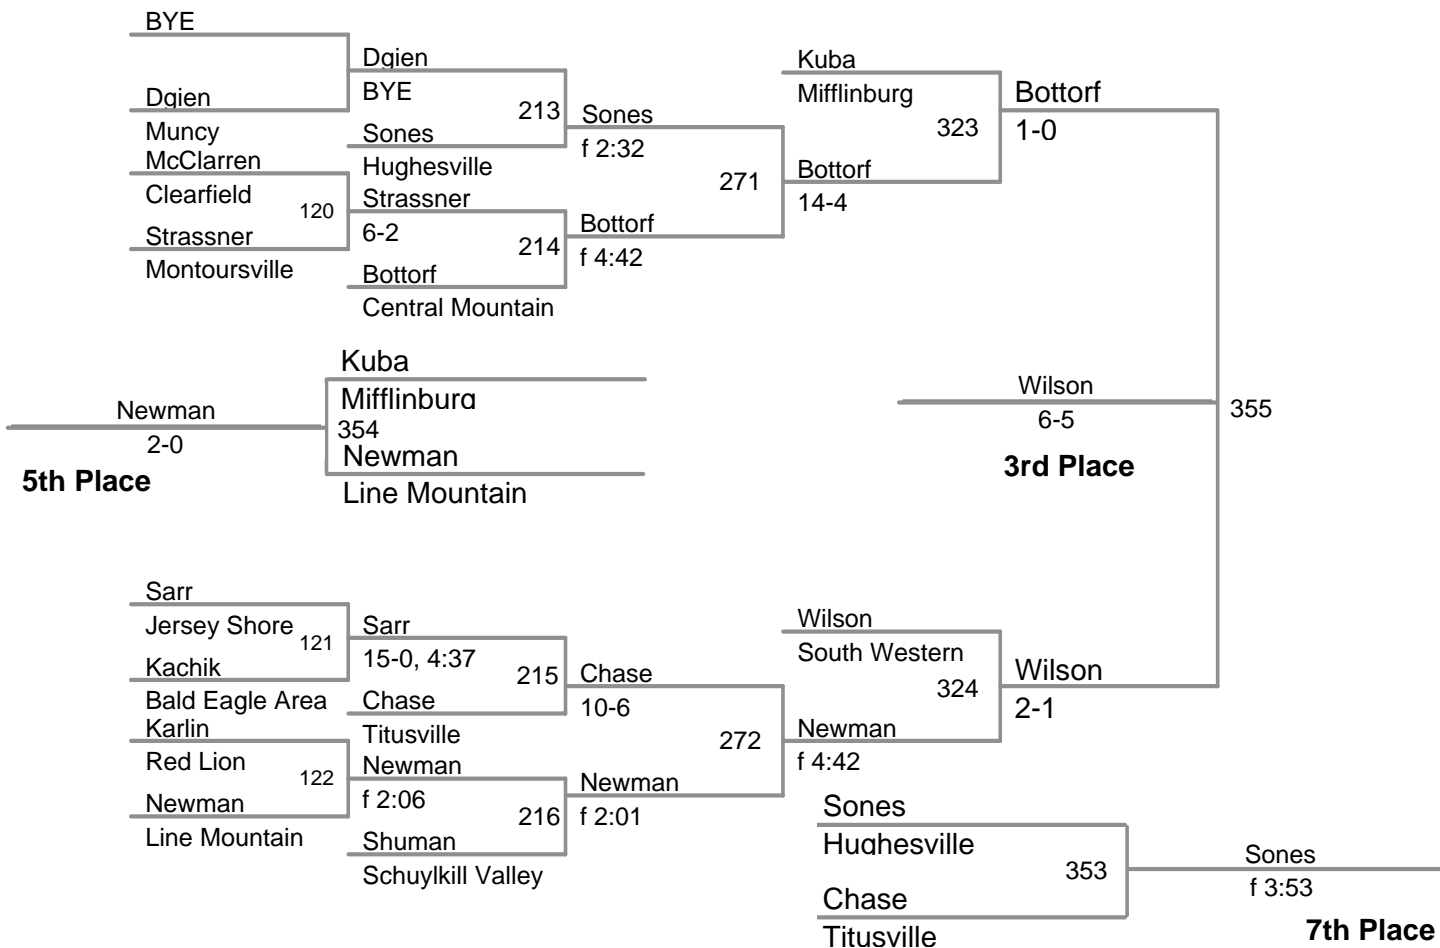 BYE
Dgien
Muncy
Dgien
BYE
213
Sones
Hughesville
McClarren
Clearfield
120
Strassner
Montoursville
Strassner
6-2
214
Bottorf
Central Mountain
Sones
f 2:32
271
Bottorf
f 4:42
Kuba
Mifflinburg
323
Bottorf
14-4
Bottorf
1-0
Kuba
Mifflinburg
354
Newman
Line Mountain
Newman
2-0
5th Place
Wilson
6-5
355
3rd Place
Sarr
Jersey Shore
121
Kachik
Bald Eagle Area
Sarr
15-0, 4:37
215
Chase
Titusville
Karlin
Red Lion
122
Newman
Line Mountain
Newman
f 2:06
216
Shuman
Schuylkill Valley
Chase
10-6
272
Newman
f 2:01
Wilson
South Western
324
Newman
f 4:42
Wilson
2-1
Sones
Hughesville
353
Chase
Titusville
Sones
f 3:53
7th Place